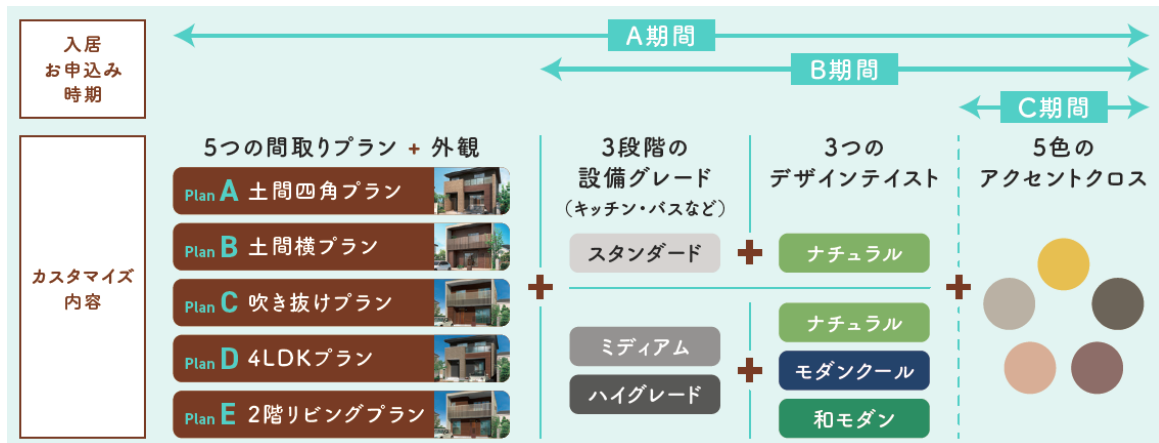 入居
お申込み
時期
A期間
B期間
C期間
カスタマイズ
内容
5つの間取りプラン + 外観
Plan A 土間四角プラン
Plan B 土間横プラン
Plan C 吹き抜けプラン
Plan D 4LDKプラン
Plan E 2階リビングプラン
+
3段階の
設備グレード
（キッチン・バスなど）
スタンダード
ミディアム
ハイグレード
+
+
3つの
デザインテイスト
ナチュラル
ナチュラル
モダンクール
和モダン
+
5色の
アクセントクロス